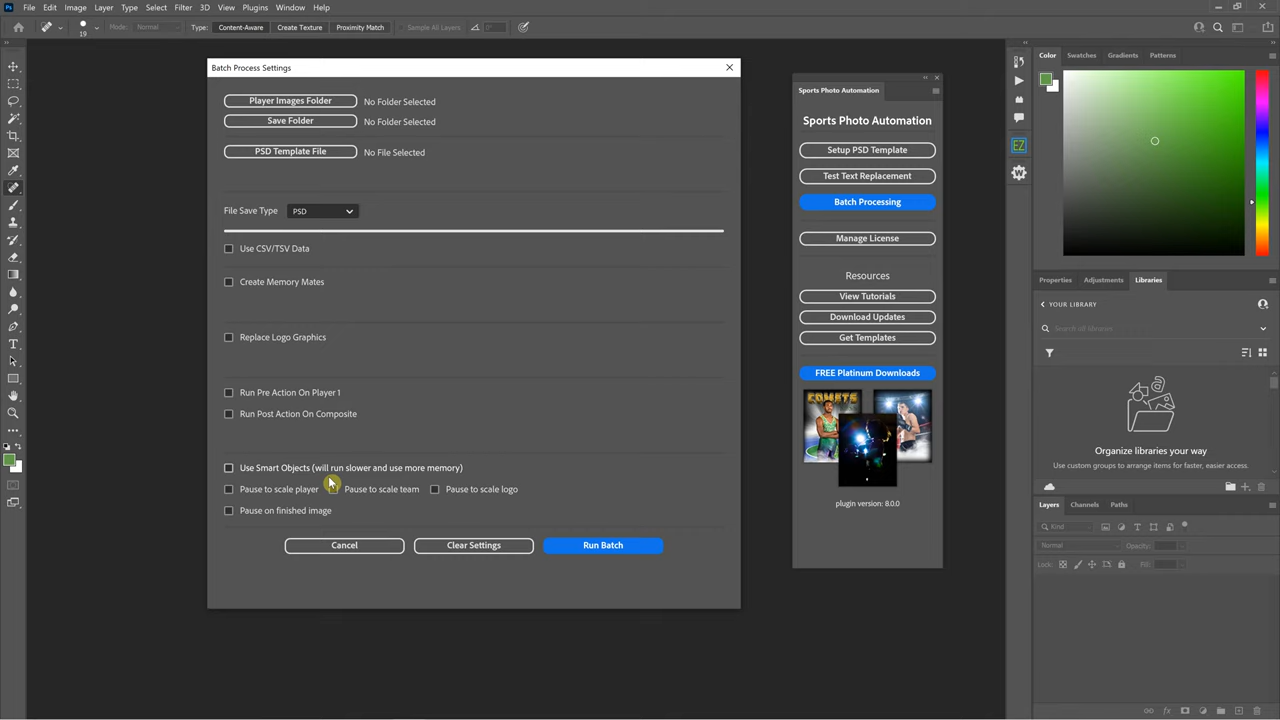 Ps File Edit Image Layer Type Select Filter 3D View Plugins Window Help
19 Mode: Normal Type: Content-Aware Create Texture Proximity Match Sample All Layers 0°
Batch Process Settings
Player Images Folder No Folder Selected
Save Folder No Folder Selected
PSD Template File No File Selected
File Save Type PSD
Use CSV/TSV Data
Create Memory Mates
Replace Logo Graphics
Run Pre Action On Player 1
Run Post Action On Composite
Use Smart Objects (will run slower and use more memory)
Pause to scale player Pause to scale team Pause to scale logo
Pause on finished image
Cancel Clear Settings Run Batch
Sports Photo Automation
Sports Photo Automation
Setup PSD Template
Test Text Replacement
Batch Processing
Manage License
Resources
View Tutorials
Download Updates
Get Templates
FREE Platinum Downloads
COMETS
plugin version: 8.0.0
EZ
Color Swatches Gradients Patterns
Properties Adjustments Libraries
YOUR LIBRARY
Search all libraries
Organize libraries your way
Use custom groups to arrange items for faster, easier access.
Layers Channels Paths
Kind
Normal Opacity:
Lock: Fill: